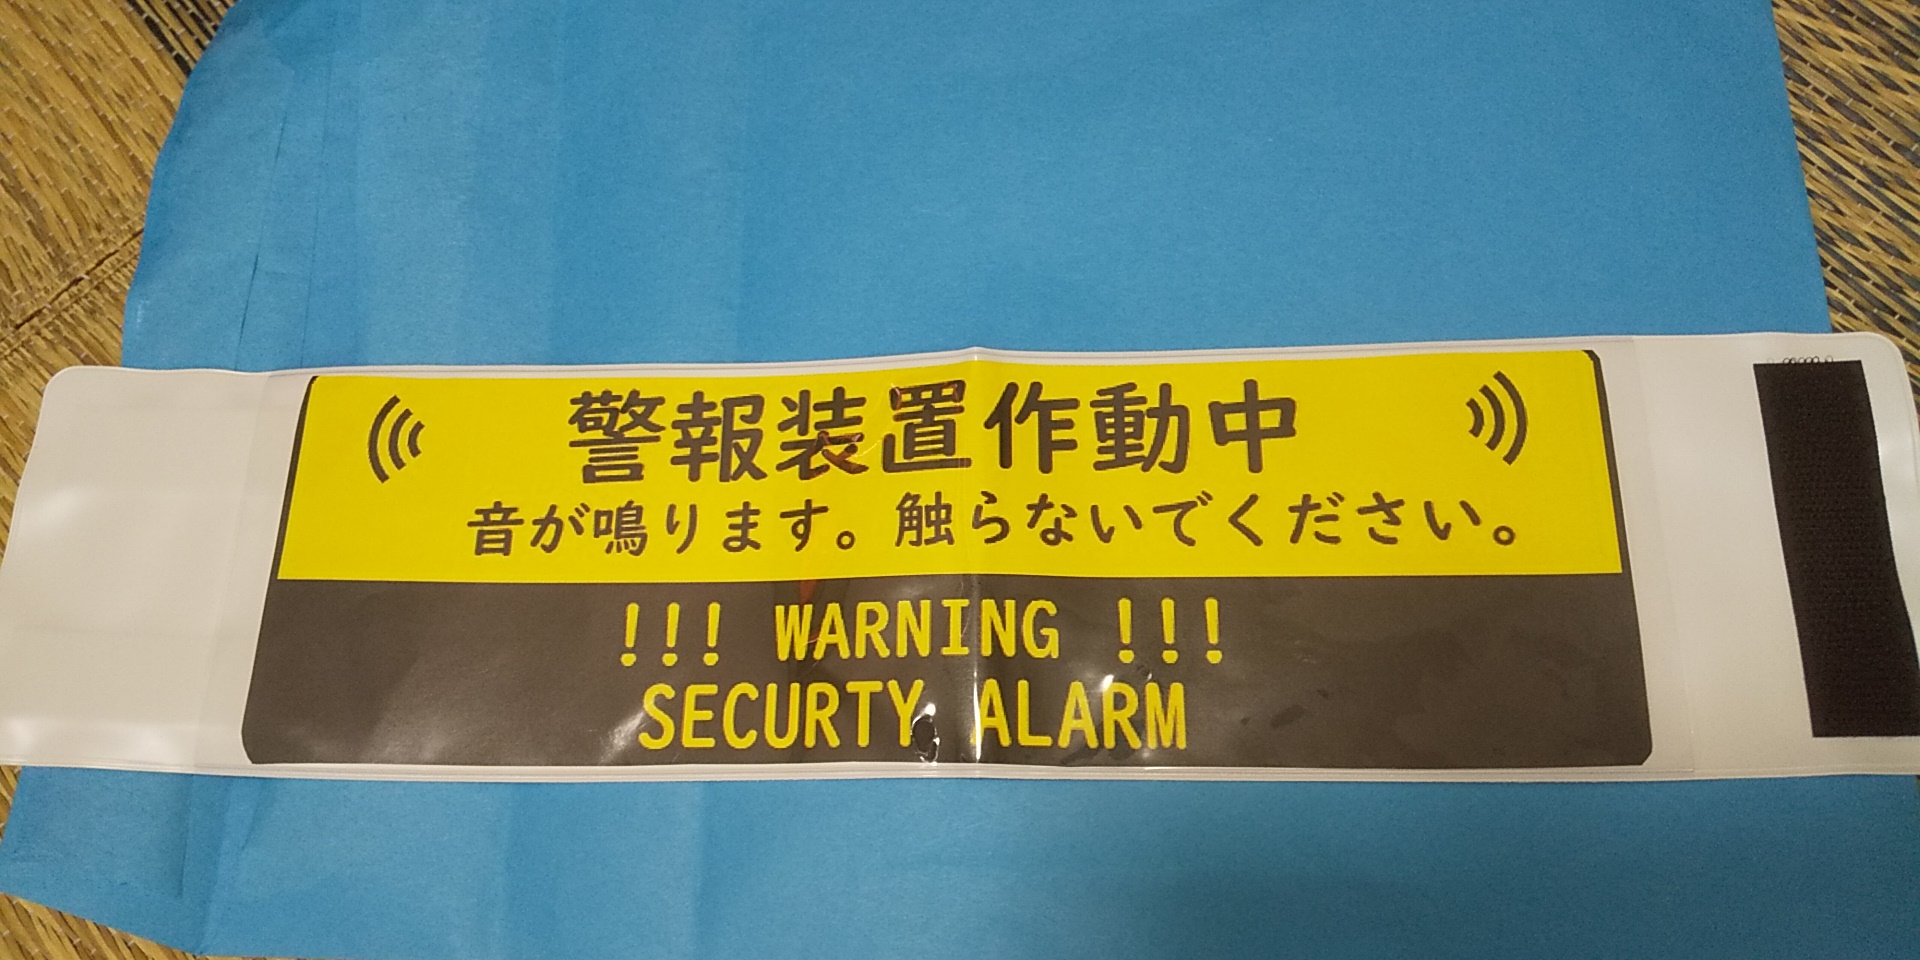 警報装置作動中
音が鳴ります。触らないでください。
!!! WARNING !!!
SECURTY ALARM